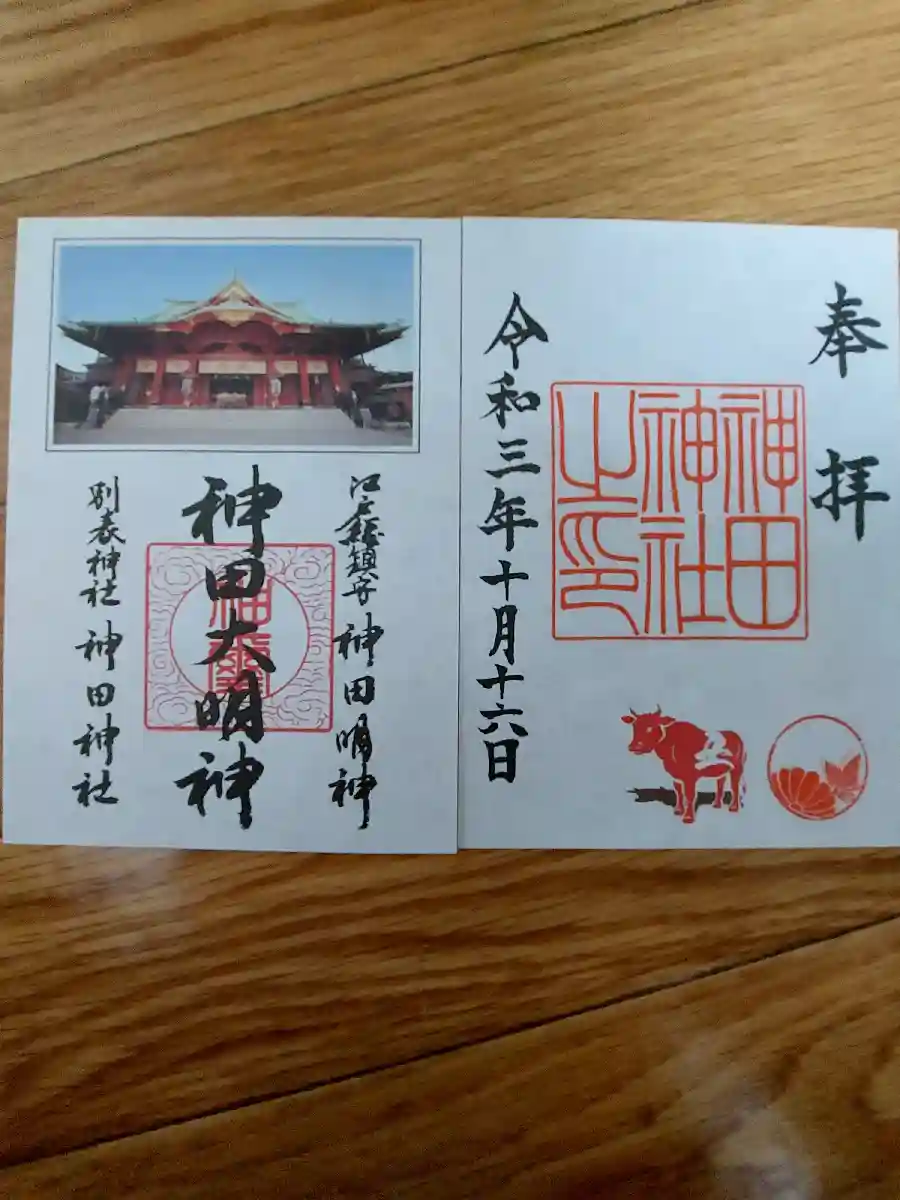 奉拝
神田神社之印
令和三年十月十六日
江戸総鎮守 神田明神
神田大明神
別表神社 神田神社